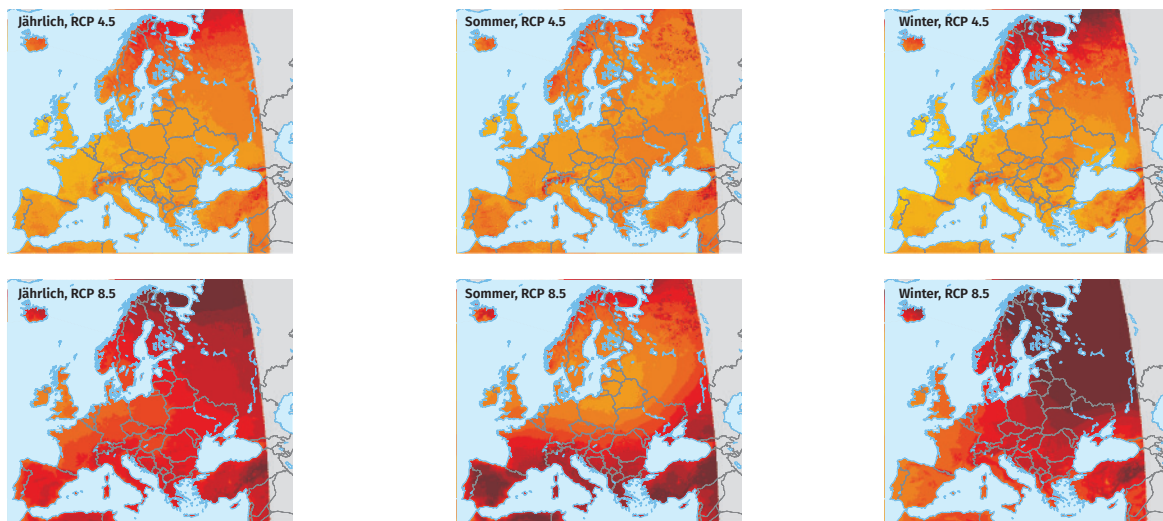 Jährlich, RCP 4.5
Sommer, RCP 4.5
Winter, RCP 4.5
Jährlich, RCP 8.5
Sommer, RCP 8.5
Winter, RCP 8.5